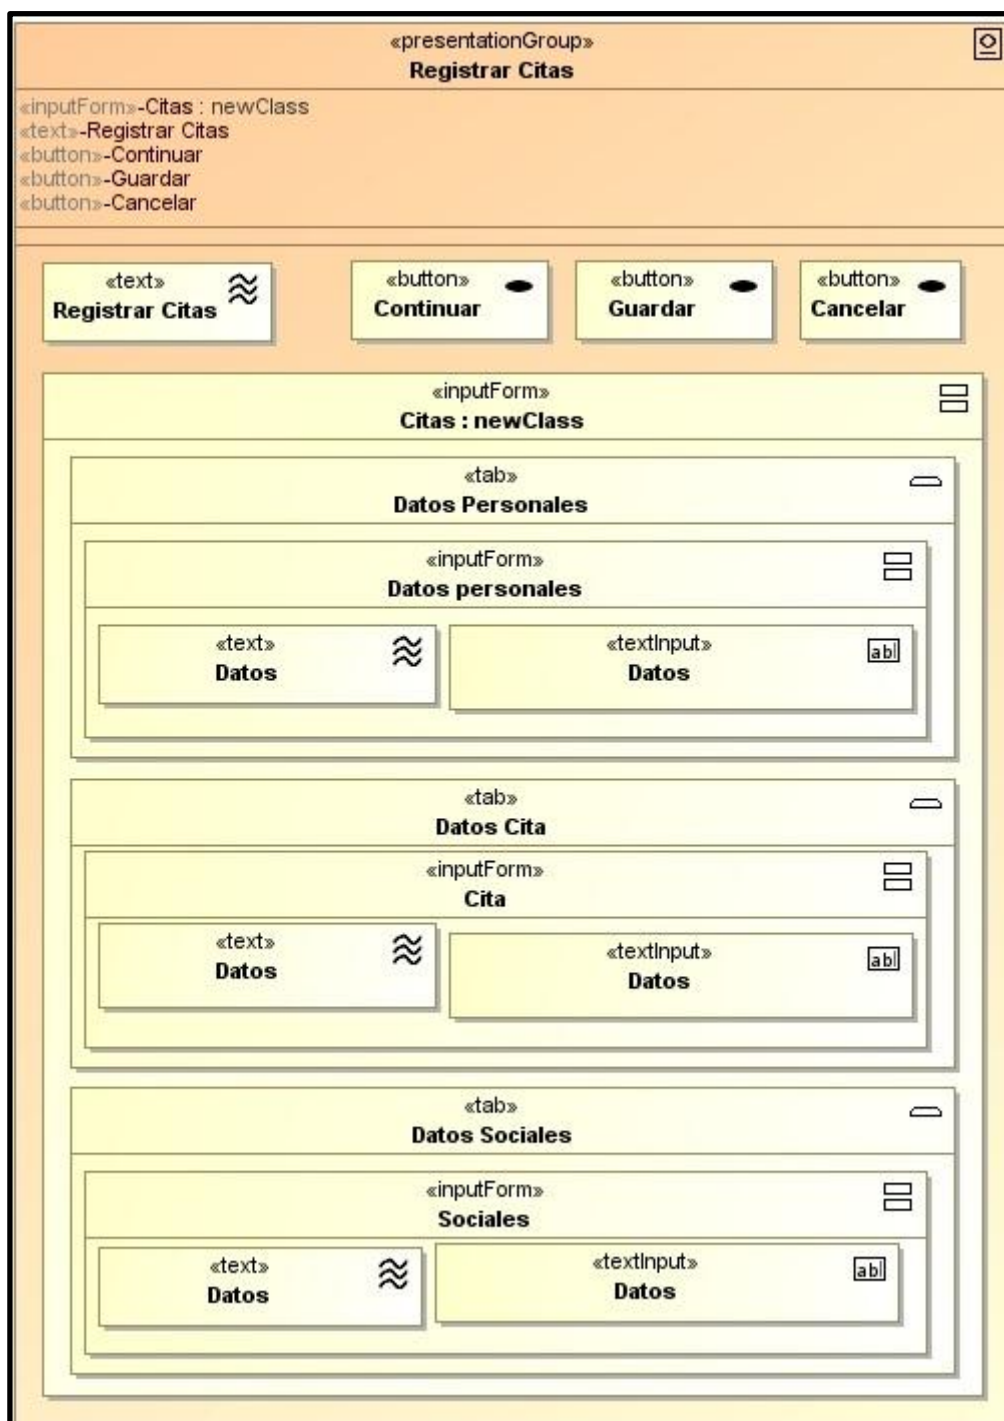 «presentationGroup»
Registrar Citas
«inputForm»-Citas : newClass
«text»-Registrar Citas
«button»-Continuar
«button»-Guardar
«button»-Cancelar
«text»
Registrar Citas
«button»
Continuar
«button»
Guardar
«button»
Cancelar
«inputForm»
Citas : newClass
«tab»
Datos Personales
«inputForm»
Datos personales
«text»
Datos
«textInput»
Datos
abl
«tab»
Datos Cita
«inputForm»
Cita
«text»
Datos
«textInput»
Datos
abl
«tab»
Datos Sociales
«inputForm»
Sociales
«text»
Datos
«textInput»
Datos
abl